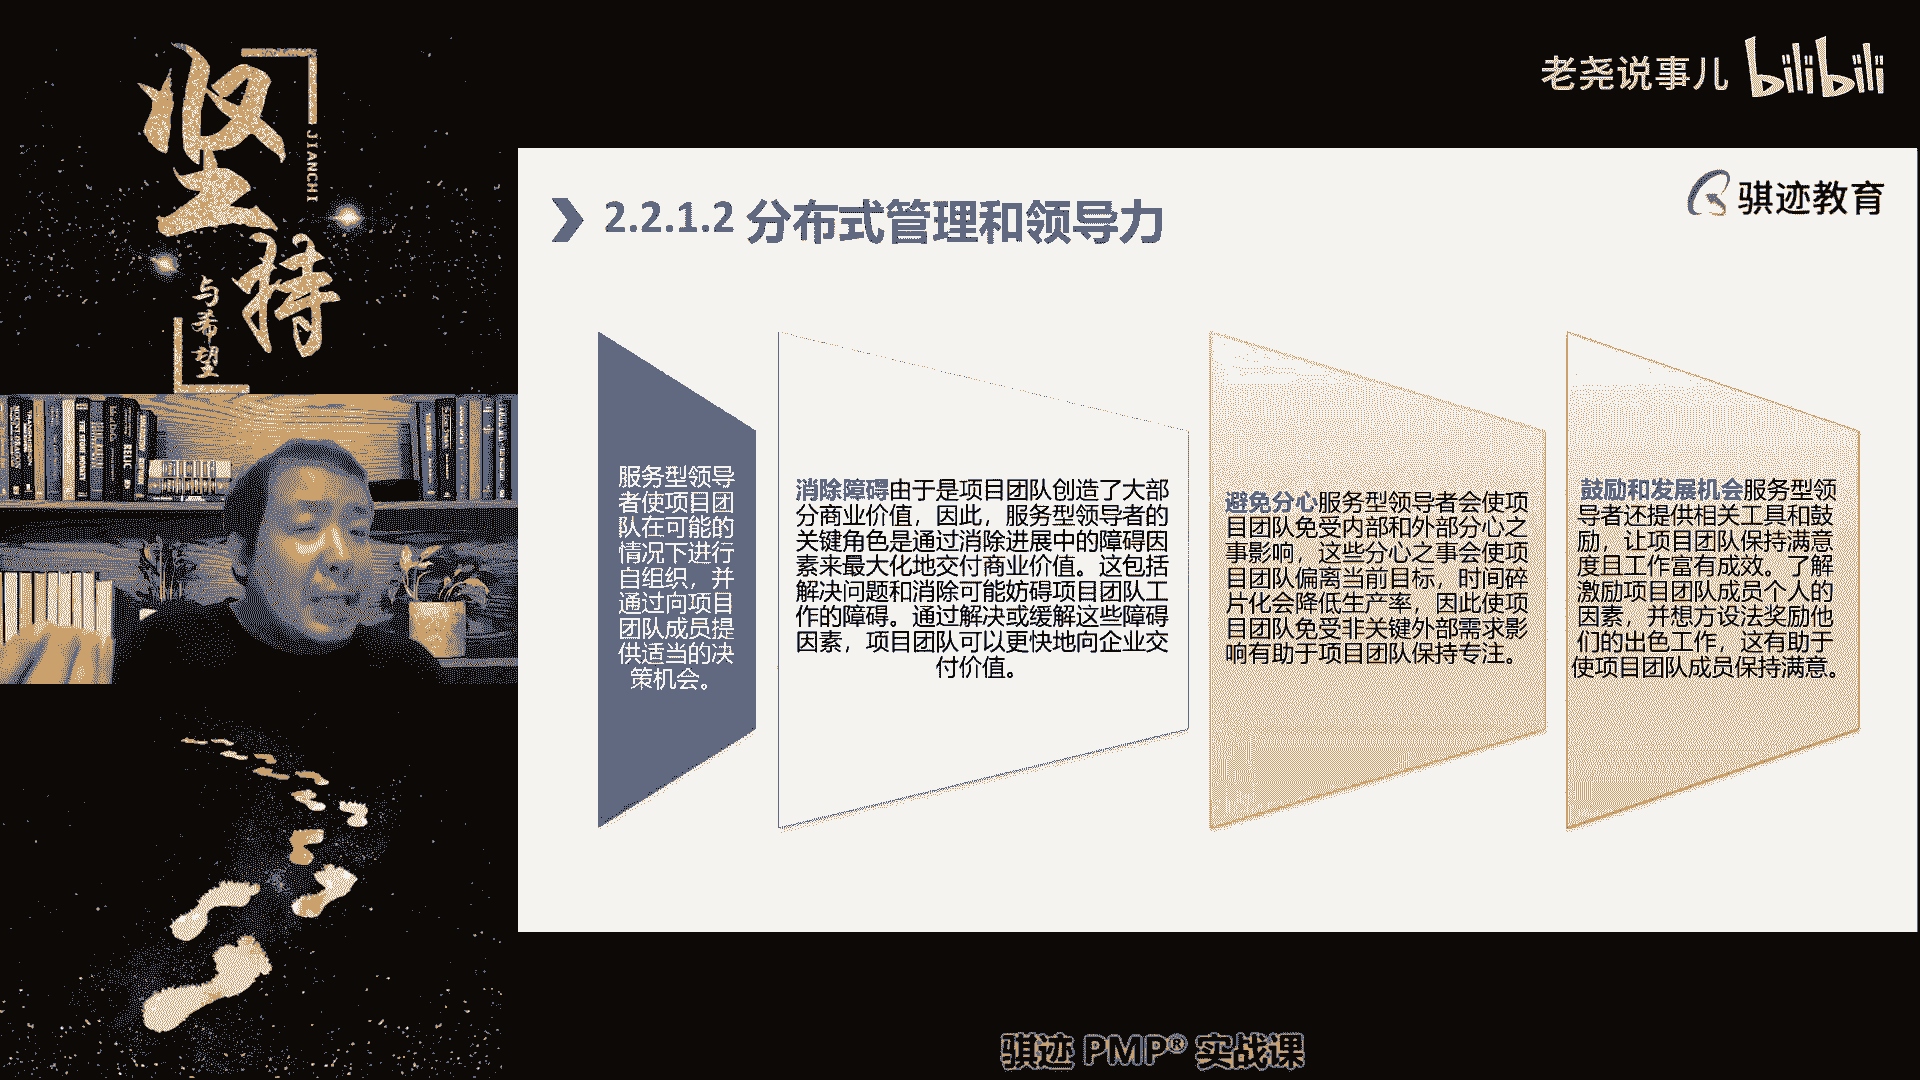 坚持
JIANCHI
与希望
老尧说事儿 bilibili
骐迹教育
2.2.1.2 分布式管理和领导力
服务型领导
者使项目团
队在可能的
情况下进行
自组织，并
通过向项目
团队成员提
供适当的决
策机会。
消除障碍由于是项目团队创造了大部
分商业价值，因此，服务型领导者的
关键角色是通过消除进展中的障碍因
素来最大化地交付商业价值。这包括
解决问题和消除可能妨碍项目团队工
作的障碍。通过解决或缓解这些障碍
因素，项目团队可以更快地向企业交
付价值。
避免分心服务型领导者会使项
目团队免受内部和外部分心之
事影响，这些分心之事会使项
目团队偏离当前目标，时间碎
片化会降低生产率，因此使项
目团队免受非关键外部需求影
响有助于项目团队保持专注。
鼓励和发展机会服务型领
导者还提供相关工具和鼓
励，让项目团队保持满意
度且工作富有成效。了解
激励项目团队成员个人的
因素，并想方设法奖励他
们的出色工作，这有助于
使项目团队成员保持满意。
骐迹 PMP® 实战课